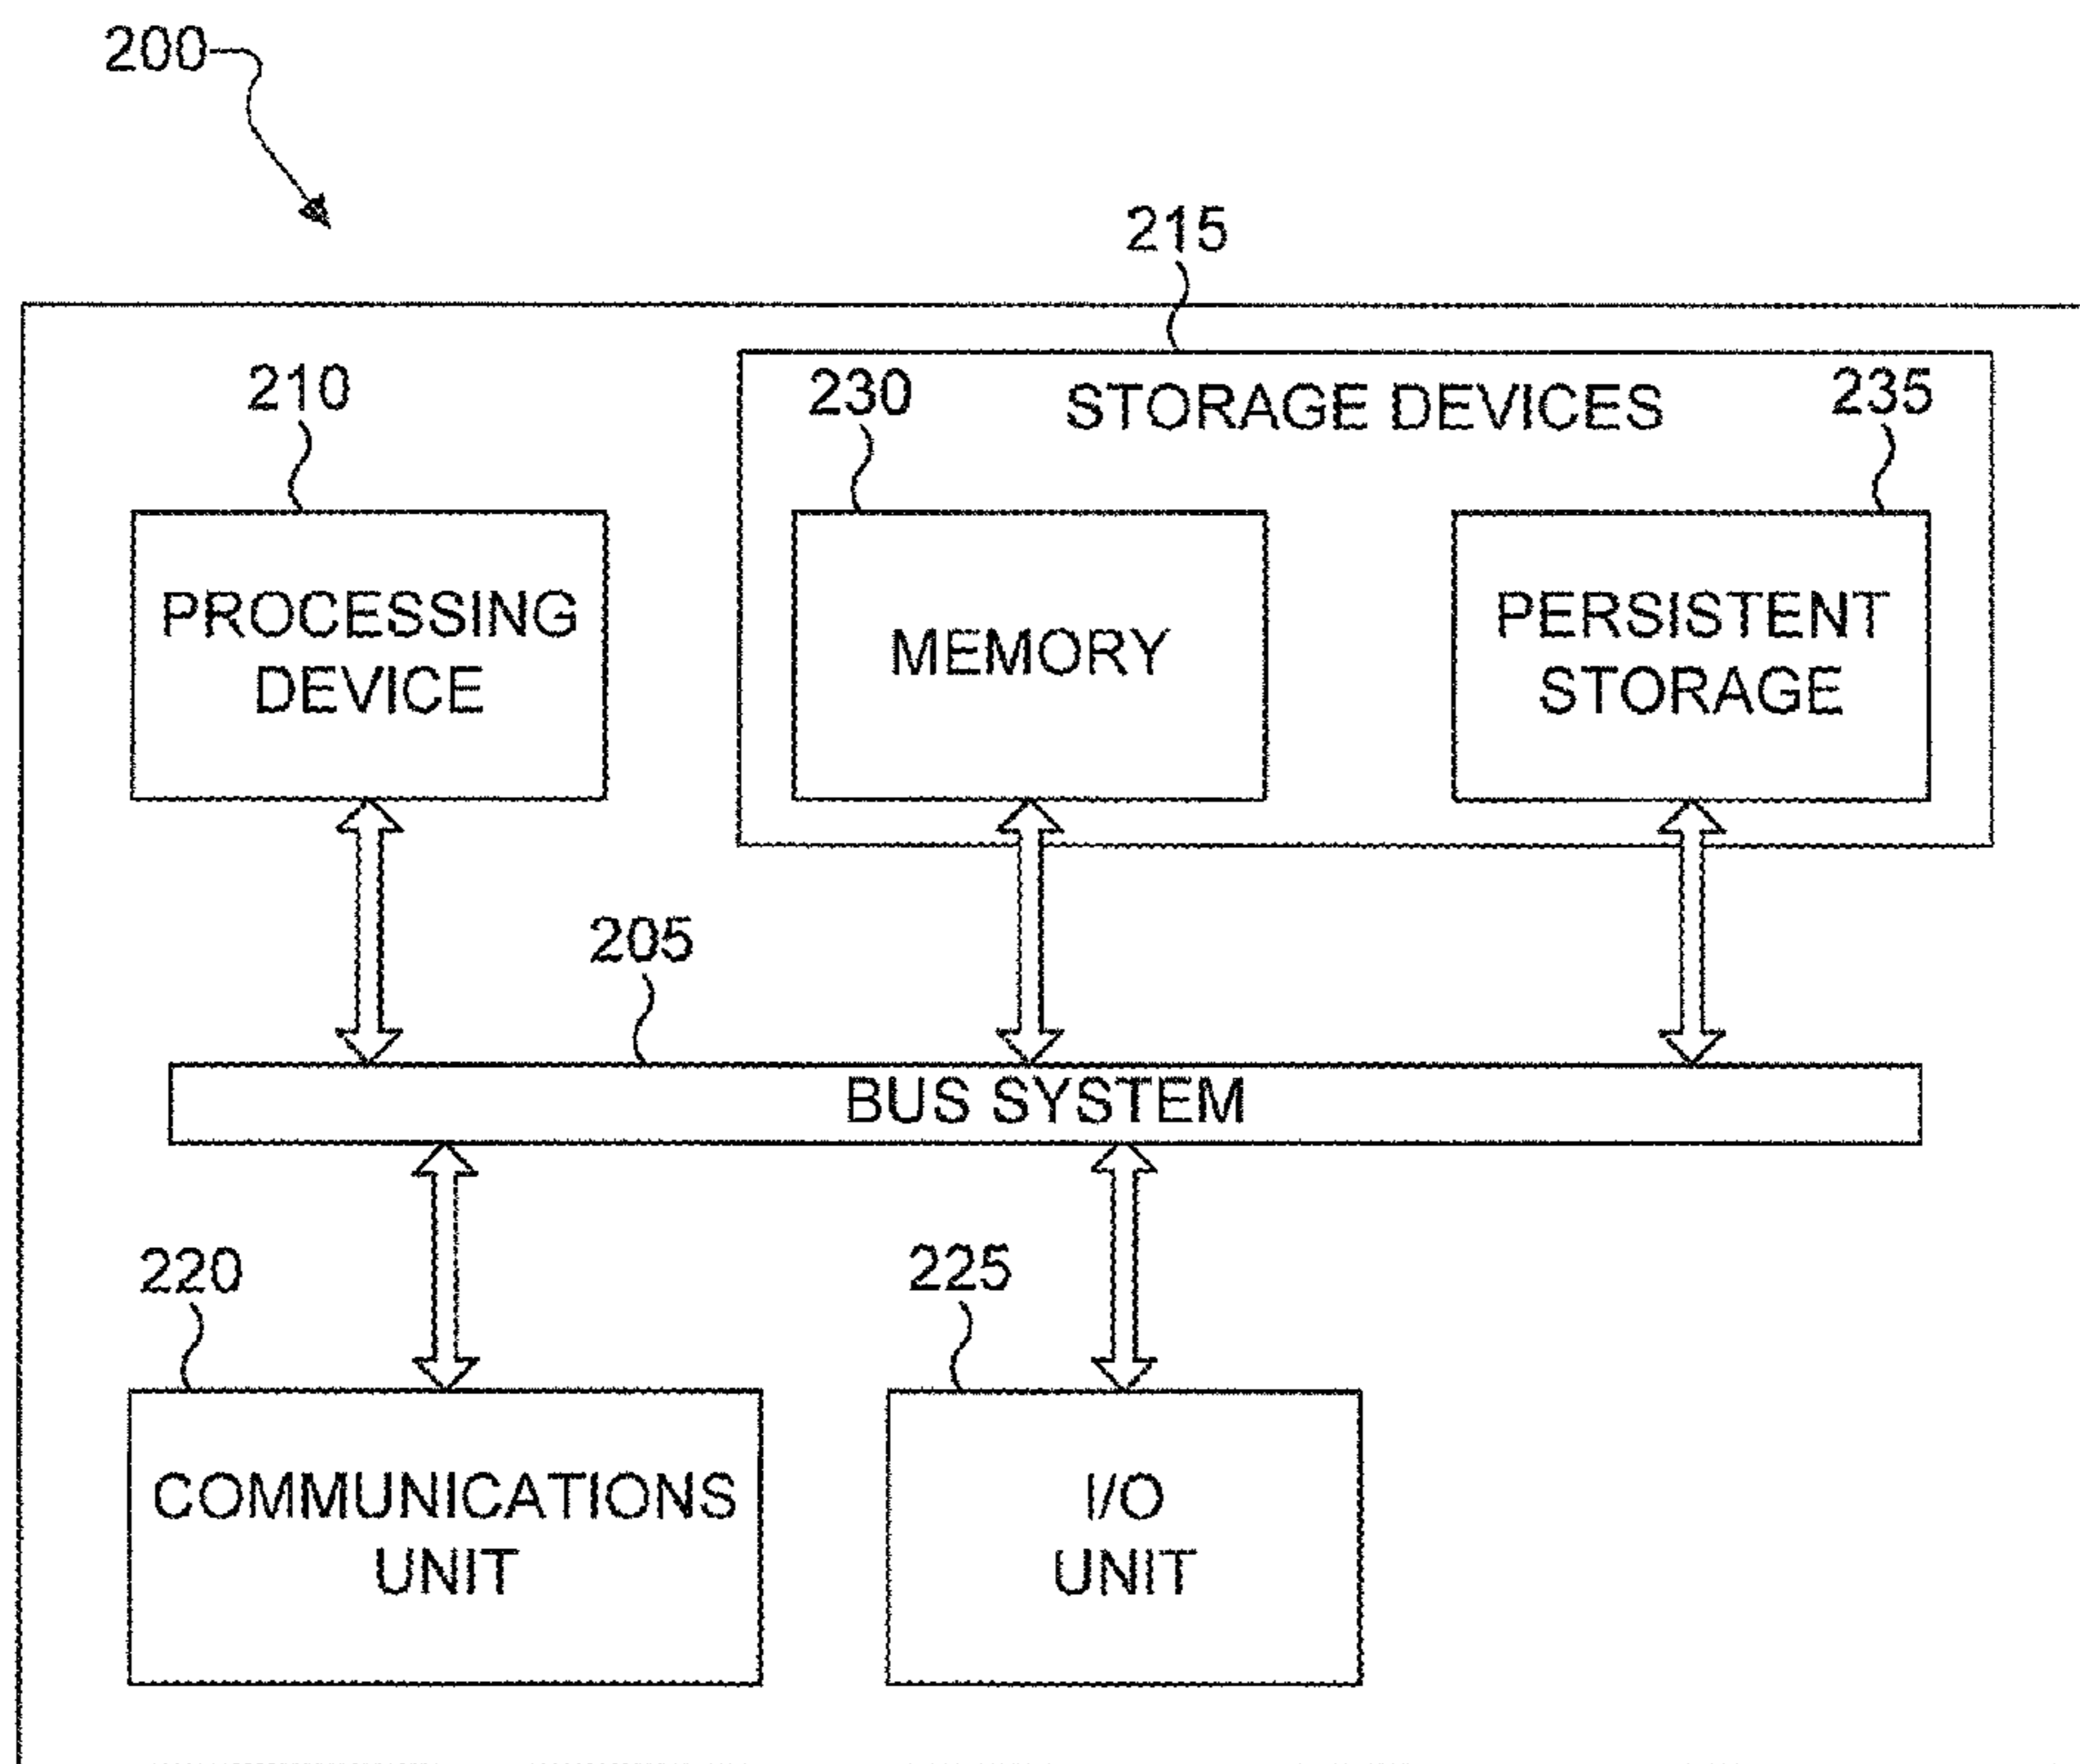 200
215
210
230
STORAGE DEVICES
235
PROCESSING
DEVICE
MEMORY
PERSISTENT
STORAGE
205
BUS SYSTEM
220
225
COMMUNICATIONS
UNIT
I/O
UNIT